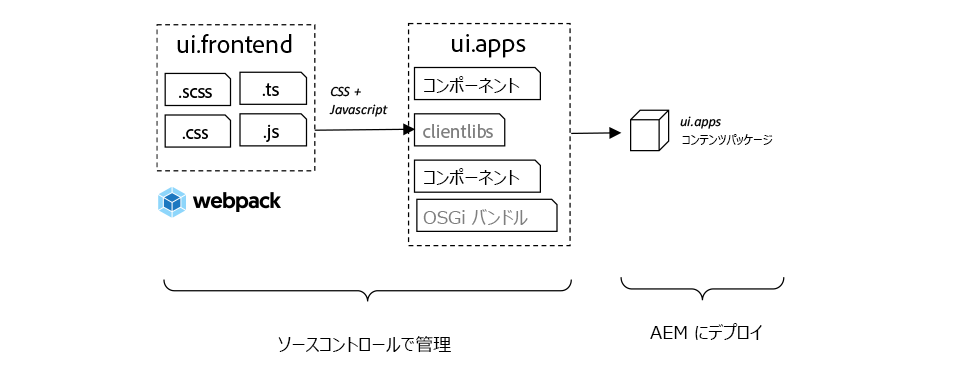 ui.frontend
.scss
.ts
.css
.js
webpack
CSS +
Javascript
ui.apps
コンポーネント
clientlibs
コンポーネント
OSGi バンドル
ui.apps
コンテンツパッケージ
ソースコントロールで管理
AEM にデプロイ